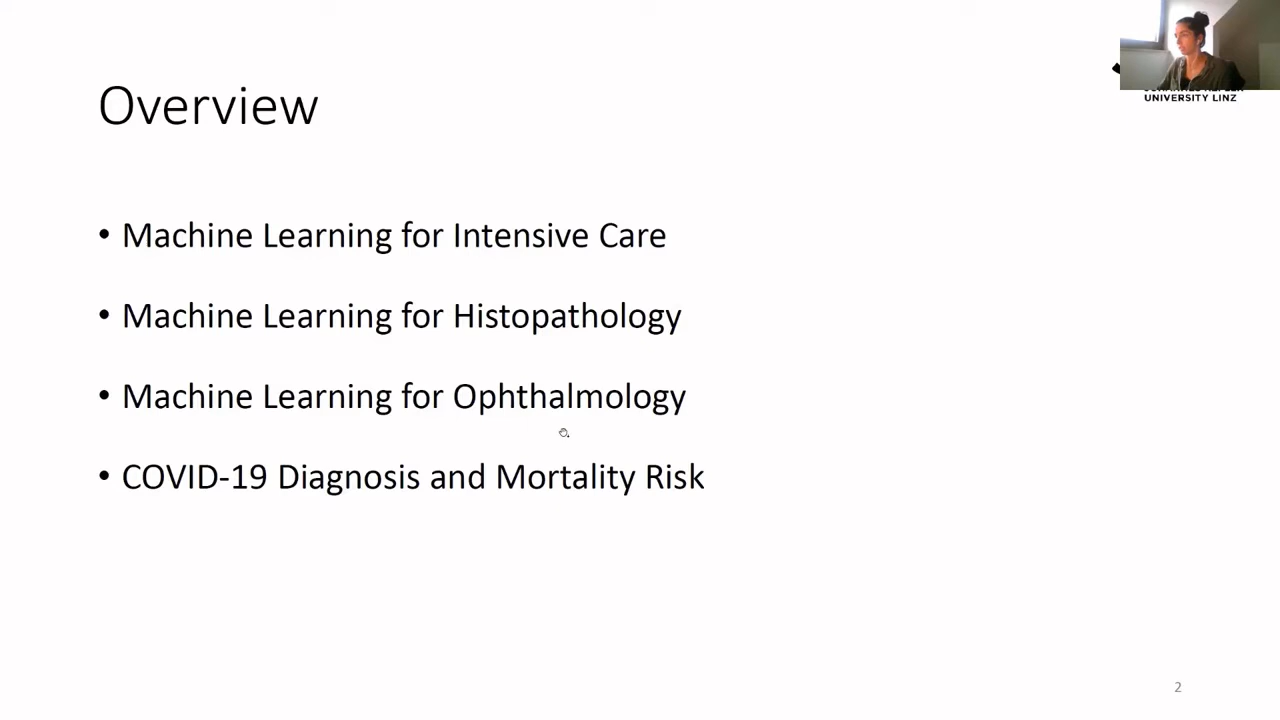 Overview
UNIVERSITY LINZ
• Machine Learning for Intensive Care
• Machine Learning for Histopathology
• Machine Learning for Ophthalmology
• COVID-19 Diagnosis and Mortality Risk
2